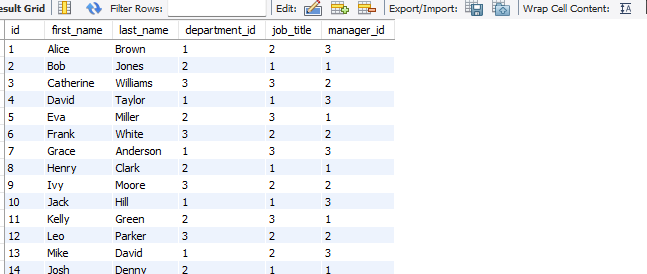 esult Grid Filter Rows: Edit: Export/Import: Wrap Cell Content:
id first_name last_name department_id job_title manager_id
1 Alice Brown 1 2 3
2 Bob Jones 2 1 1
3 Catherine Williams 3 3 2
4 David Taylor 1 1 3
5 Eva Miller 2 3 1
6 Frank White 3 2 2
7 Grace Anderson 1 3 3
8 Henry Clark 2 1 1
9 Ivy Moore 3 2 2
10 Jack Hill 1 1 3
11 Kelly Green 2 3 1
12 Leo Parker 3 2 2
13 Mike David 1 2 3
14 Josh Denny 2 1 1